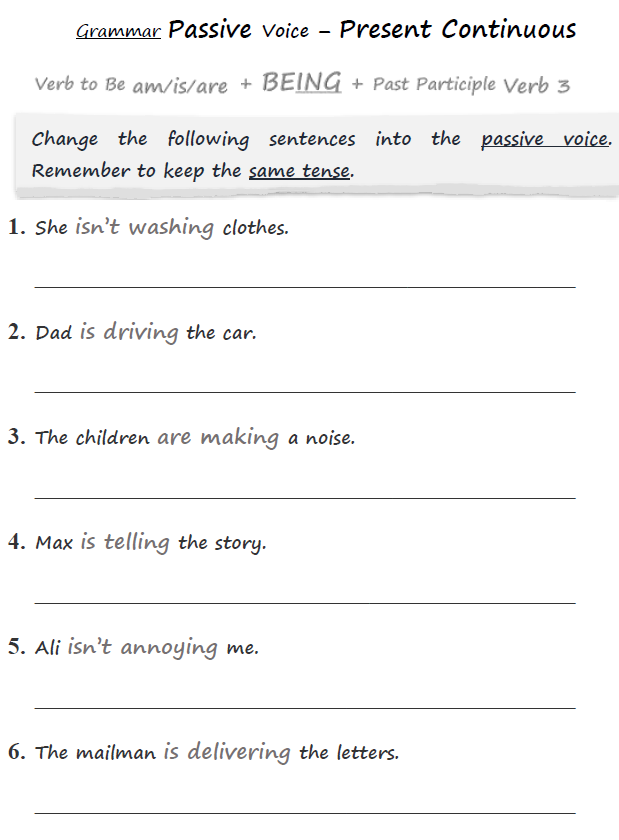 Grammar Passive Voice – Present Continuous
Verb to Be am/is/are + BEING + Past Participle Verb 3
Change the following sentences into the passive voice.
Remember to keep the same tense.
1. She isn't washing clothes.
2. Dad is driving the car.
3. The children are making a noise.
4. Max is telling the story.
5. Ali isn't annoying me.
6. The mailman is delivering the letters.